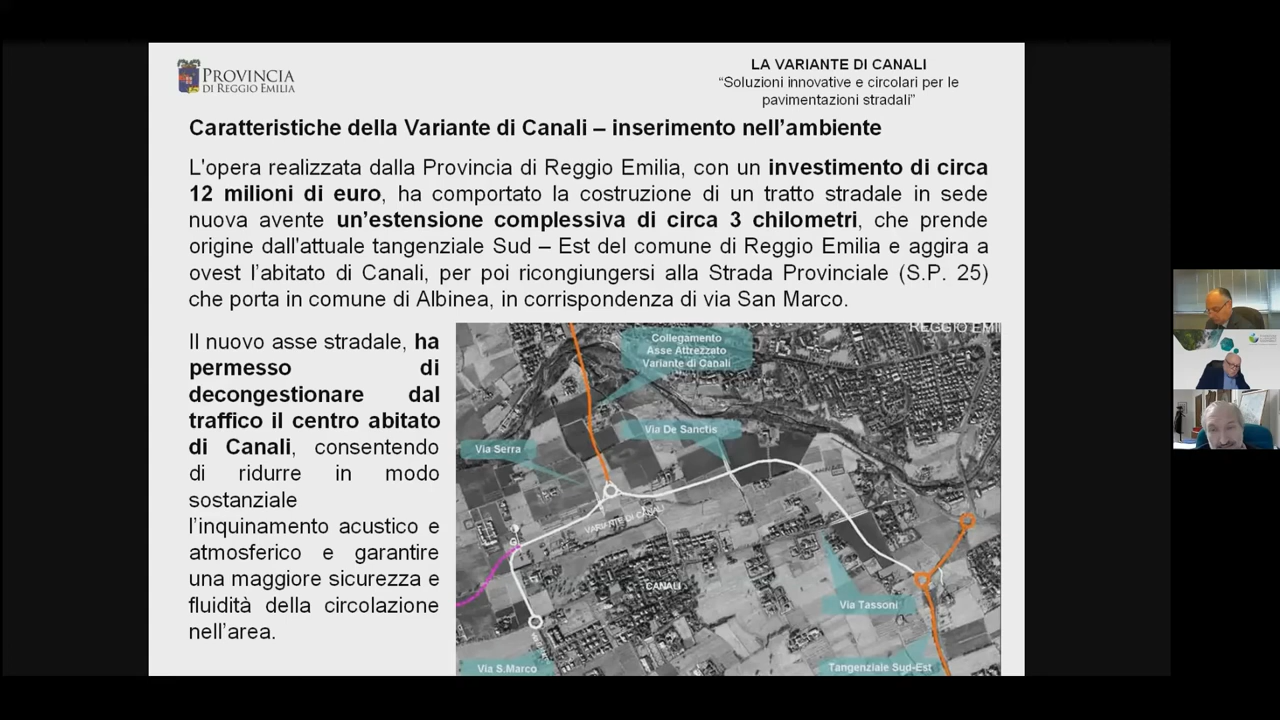 PROVINCIA
DI REGGIO EMILIA
LA VARIANTE DI CANALI
“Soluzioni innovative e circolari per le
pavimentazioni stradali”
Caratteristiche della Variante di Canali – inserimento nell’ambiente
L'opera realizzata dalla Provincia di Reggio Emilia, con un investimento di circa
12 milioni di euro, ha comportato la costruzione di un tratto stradale in sede
nuova avente un’estensione complessiva di circa 3 chilometri, che prende
origine dall'attuale tangenziale Sud – Est del comune di Reggio Emilia e aggira a
ovest l’abitato di Canali, per poi ricongiungersi alla Strada Provinciale (S.P. 25)
che porta in comune di Albinea, in corrispondenza di via San Marco.
Il nuovo asse stradale, ha
permesso di
decongestionare dal
traffico il centro abitato
di Canali, consentendo
di ridurre in modo
sostanziale
l’inquinamento acustico e
atmosferico e garantire
una maggiore sicurezza e
fluidità della circolazione
nell’area.
REGGIO EMI
Collegamento
Asse Attrezzato
Variante di Canali
Via De Sanctis
Via Serra
VARIANTE DI CANALI
CANALI
Via Tassoni
Via S.Marco
Tangenziale Sud-Est